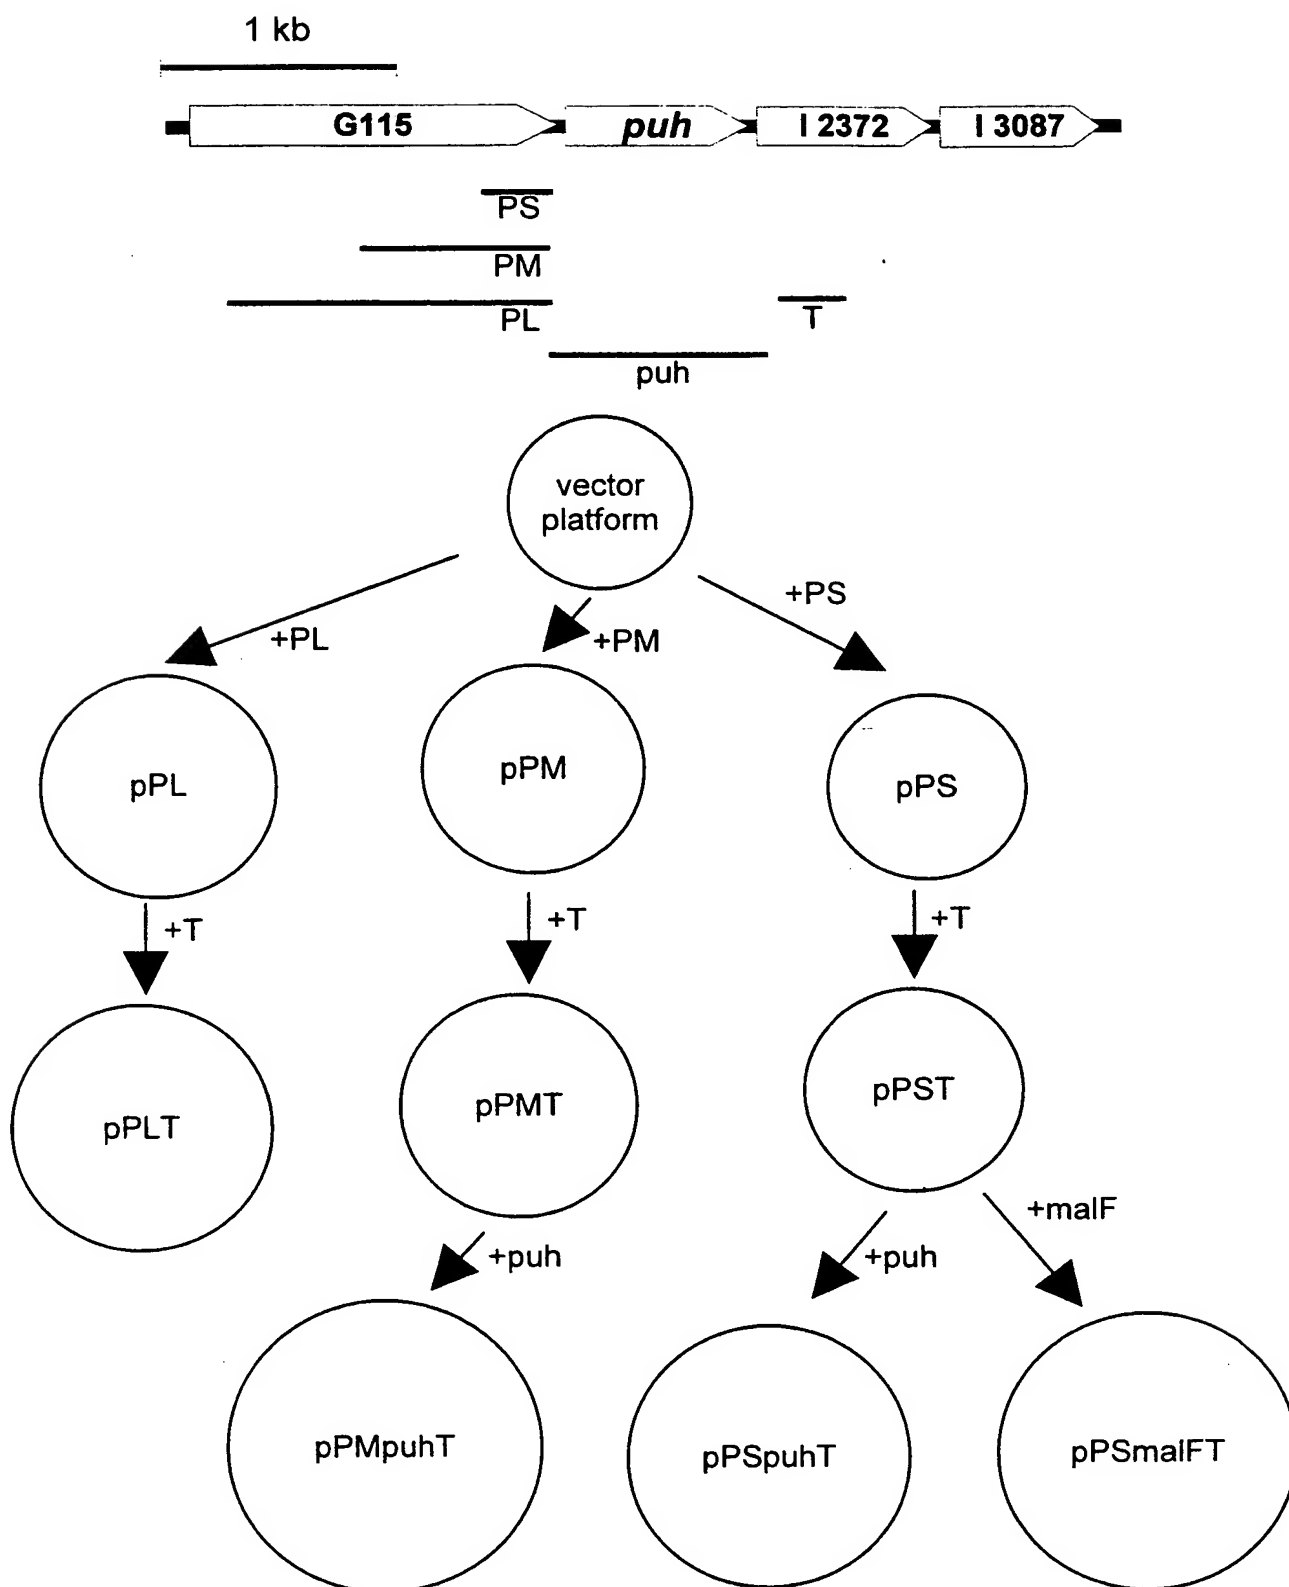 1 kb
G115
puh
I 2372
I 3087
PS
PM
PL
T
puh
vector
platform
+PL
+PM
+PS
pPL
pPM
pPS
+T
+T
+T
pPLT
pPMT
pPST
+puh
+puh
+malF
pPMpuhT
pPSpuhT
pPSmalFT